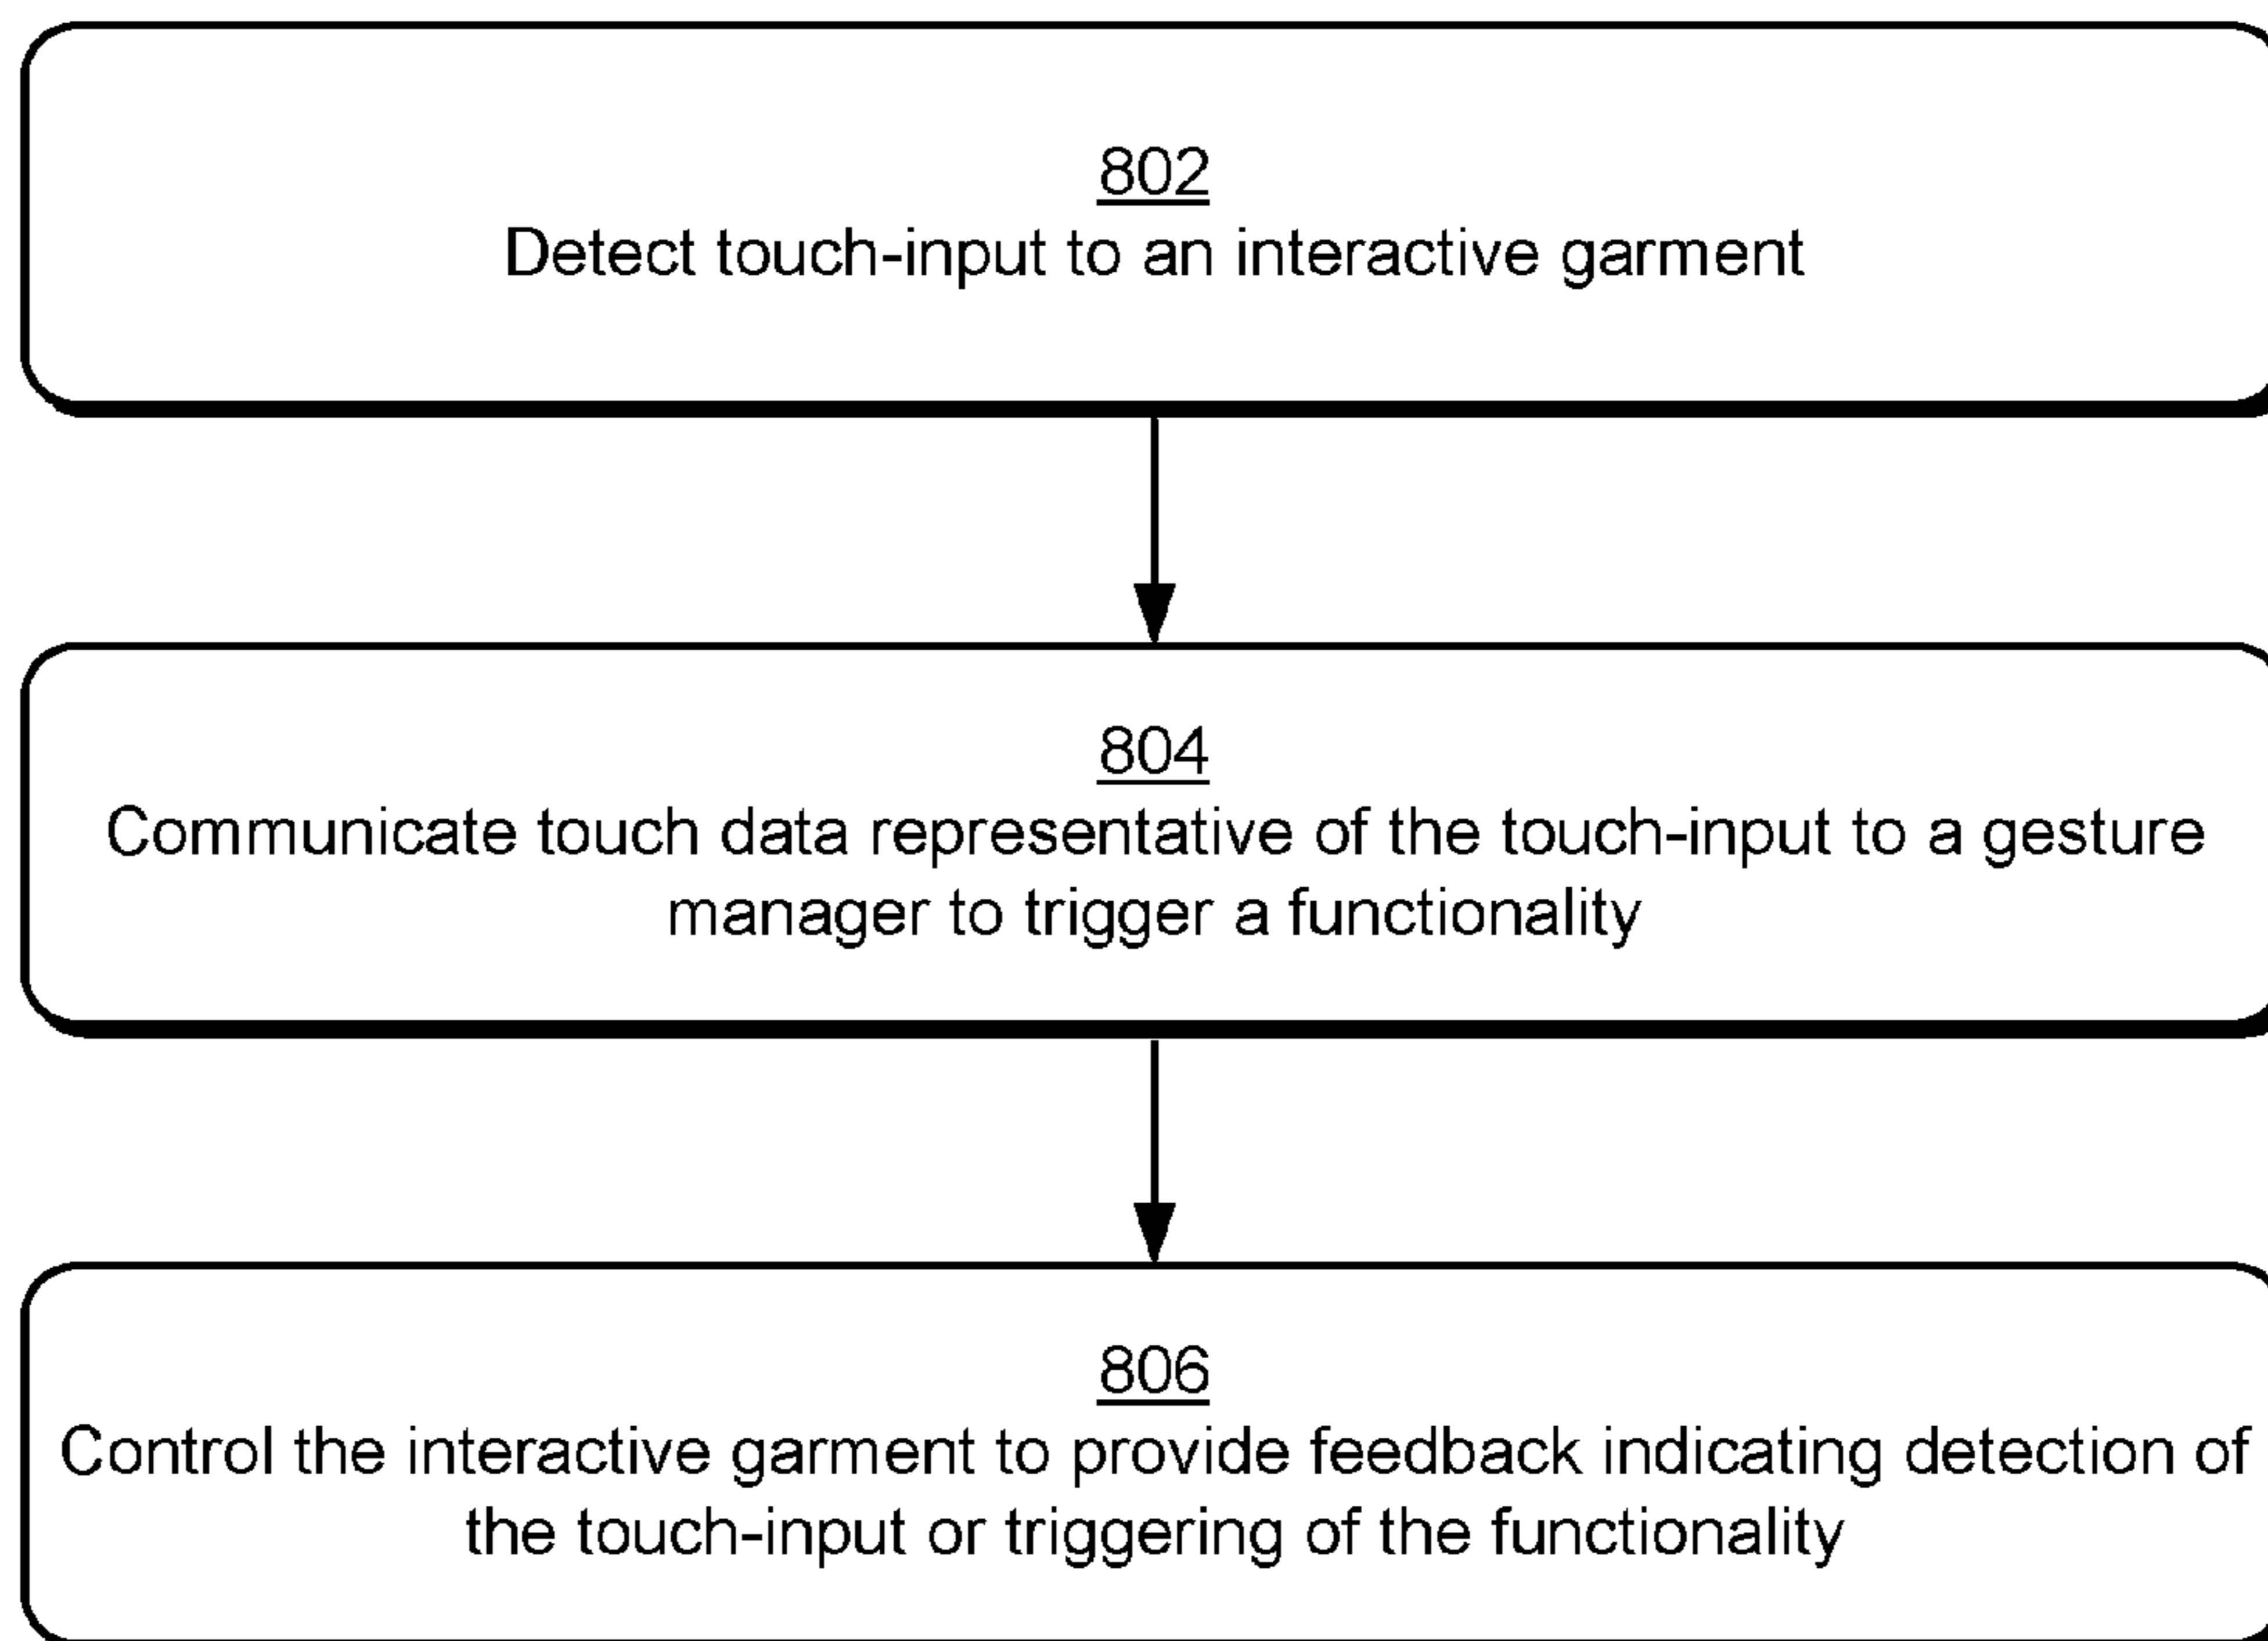 802
Detect touch-input to an interactive garment
804
Communicate touch data representative of the touch-input to a gesture
manager to trigger a functionality
806
Control the interactive garment to provide feedback indicating detection of
the touch-input or triggering of the functionality